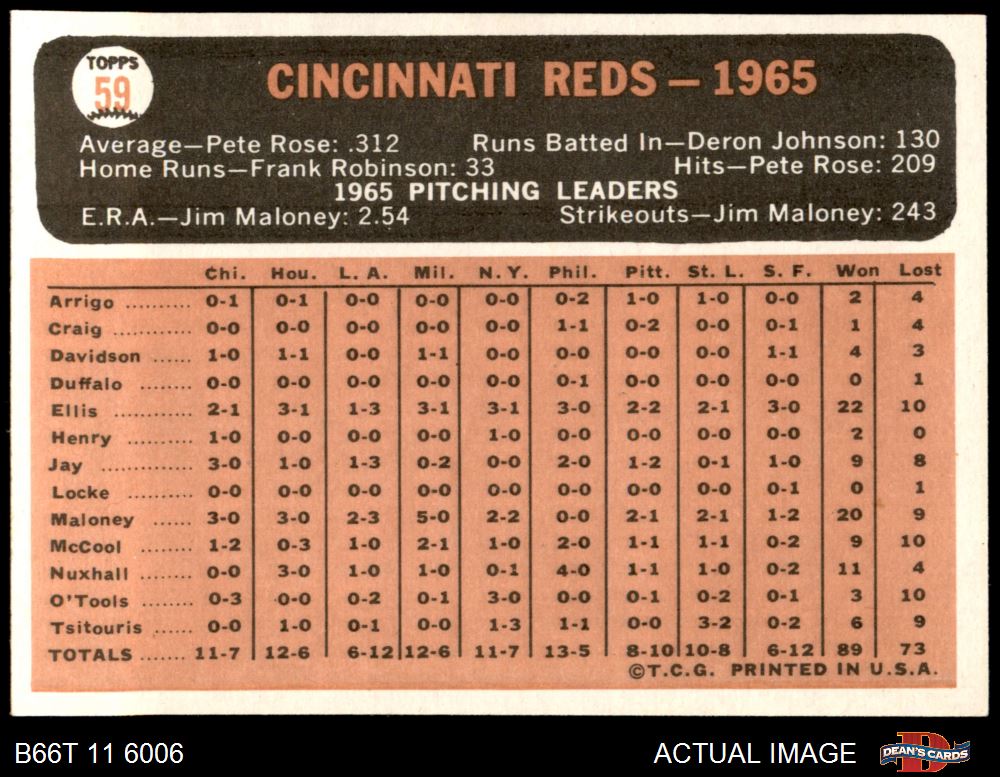 TOPPS
59
CINCINNATI REDS – 1965
Average—Pete Rose: .312 Runs Batted In—Deron Johnson: 130
Home Runs—Frank Robinson: 33 Hits—Pete Rose: 209
1965 PITCHING LEADERS
E.R.A.—Jim Maloney: 2.54 Strikeouts—Jim Maloney: 243
Chi. Hou. L. A. Mil. N. Y. Phil. Pitt. St. L. S. F. Won Lost
Arrigo .......... 0-1 0-1 0-0 0-0 0-0 0-2 1-0 1-0 0-0 2 4
Craig ............ 0-0 0-0 0-0 0-0 0-0 1-1 0-2 0-0 0-1 1 4
Davidson ...... 1-0 1-1 0-0 1-1 0-0 0-0 0-0 0-0 1-1 4 3
Duffalo ........ 0-0 0-0 0-0 0-0 0-0 0-1 0-0 0-0 0-0 0 1
Ellis ............ 2-1 3-1 1-3 3-1 3-1 3-0 2-2 2-1 3-0 22 10
Henry .......... 1-0 0-0 0-0 0-0 1-0 0-0 0-0 0-0 0-0 2 0
Jay .............. 3-0 1-0 1-3 0-2 0-0 2-0 1-2 0-1 1-0 9 8
Locke .......... 0-0 0-0 0-0 0-0 0-0 0-0 0-0 0-0 0-1 0 1
Maloney ...... 3-0 3-0 2-3 5-0 2-2 0-0 2-1 2-1 1-2 20 9
McCool ........ 1-2 0-3 1-0 2-1 1-0 2-0 1-1 1-1 0-2 9 10
Nuxhall ........ 0-0 3-0 1-0 1-0 0-1 4-0 1-1 1-0 0-2 11 4
O'Tools ........ 0-3 0-0 0-2 0-1 3-0 0-0 0-1 0-2 0-1 3 10
Tsitouris ...... 0-0 1-0 0-1 0-0 1-3 1-1 0-0 3-2 0-2 6 9
TOTALS ....... 11-7 12-6 6-12 12-6 11-7 13-5 8-10 10-8 6-12 89 73
©T.C.G. PRINTED IN U.S.A.
B66T 11 6006 ACTUAL IMAGE DEAN'S CARDS